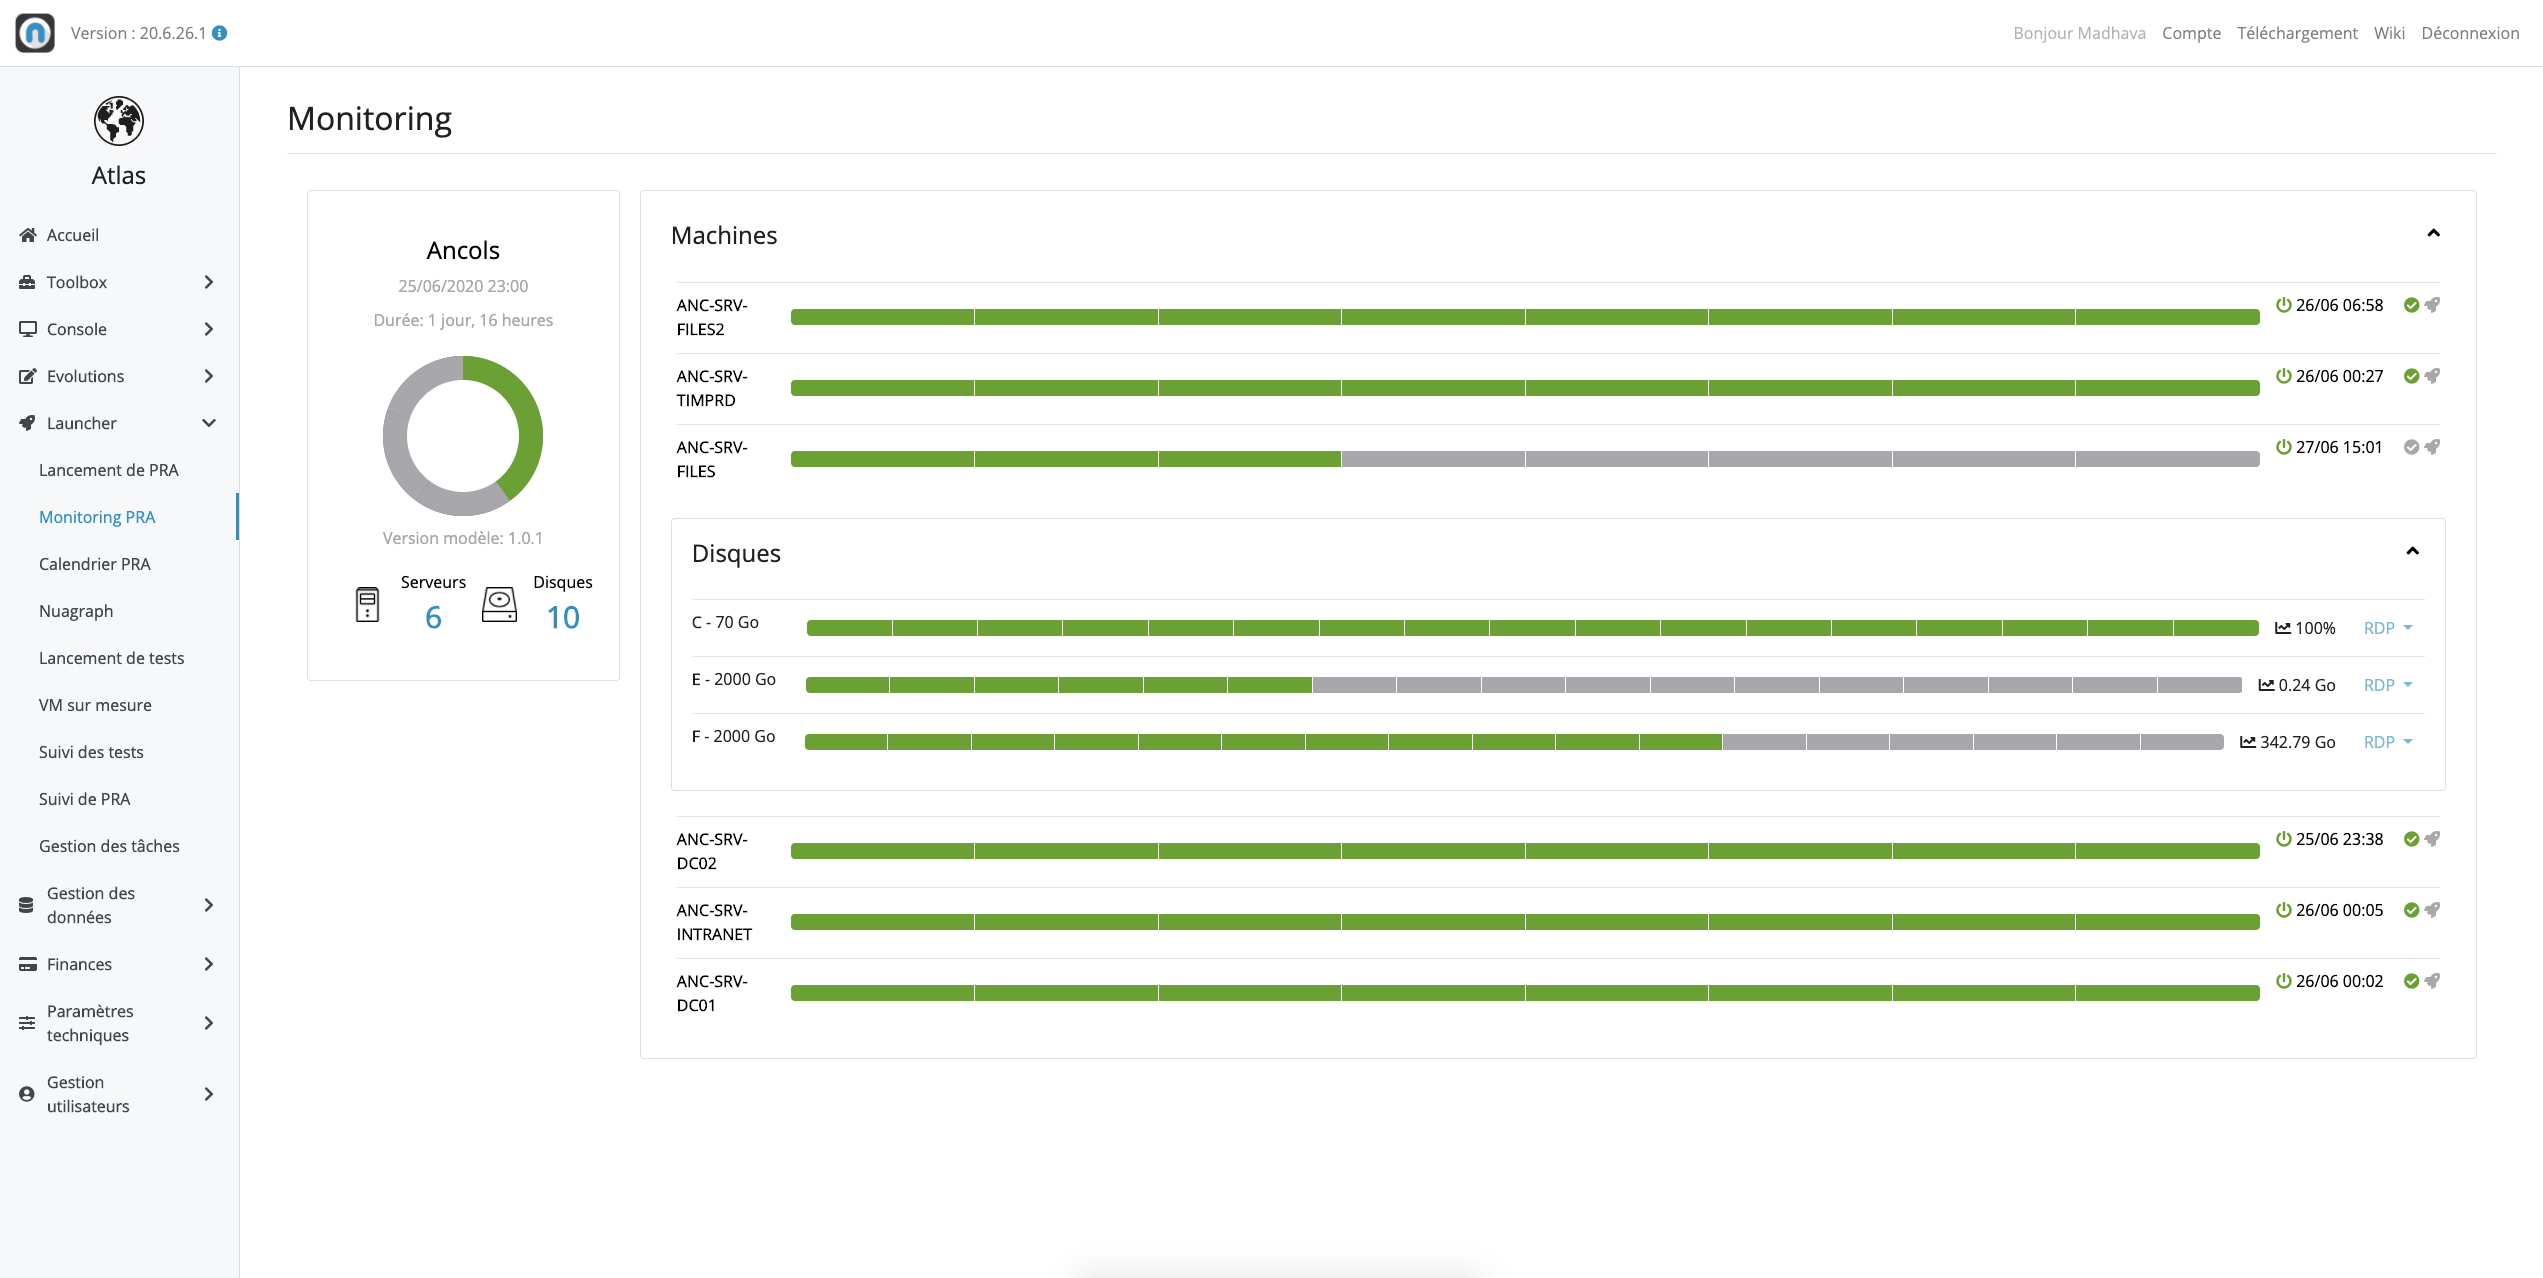 Version : 20.6.26.1
Bonjour Madhava Compte Téléchargement Wiki Déconnexion
Atlas
Accueil
Toolbox
Console
Evolutions
Launcher
Lancement de PRA
Monitoring PRA
Calendrier PRA
Nuagraph
Lancement de tests
VM sur mesure
Suivi des tests
Suivi de PRA
Gestion des tâches
Gestion des
données
Finances
Paramètres
techniques
Gestion
utilisateurs
Monitoring
Ancols
25/06/2020 23:00
Durée: 1 jour, 16 heures
Version modèle: 1.0.1
Serveurs
6
Disques
10
Machines
ANC-SRV-
FILES2
26/06 06:58
ANC-SRV-
TIMPRD
26/06 00:27
ANC-SRV-
FILES
27/06 15:01
Disques
C - 70 Go 100% RDP
E - 2000 Go 0.24 Go RDP
F - 2000 Go 342.79 Go RDP
ANC-SRV-
DC02
25/06 23:38
ANC-SRV-
INTRANET
26/06 00:05
ANC-SRV-
DC01
26/06 00:02